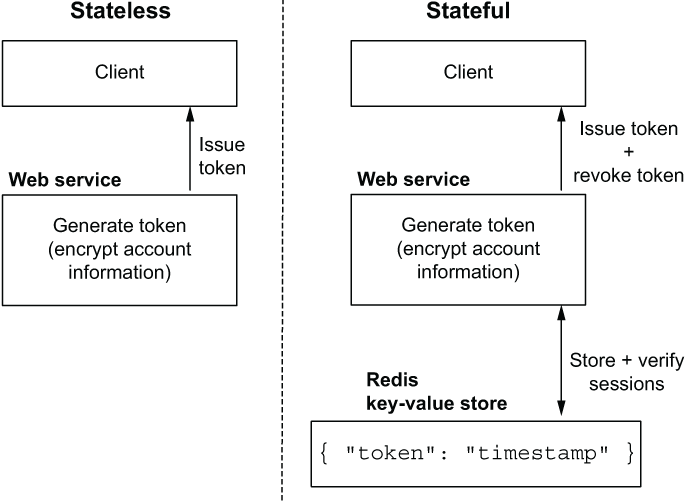 Stateless
Client
Issue
token
Web service
Generate token
(encrypt account
information)
Stateful
Client
Issue token
+
revoke token
Web service
Generate token
(encrypt account
information)
Store + verify
sessions
Redis
key-value store
{ "token": "timestamp" }